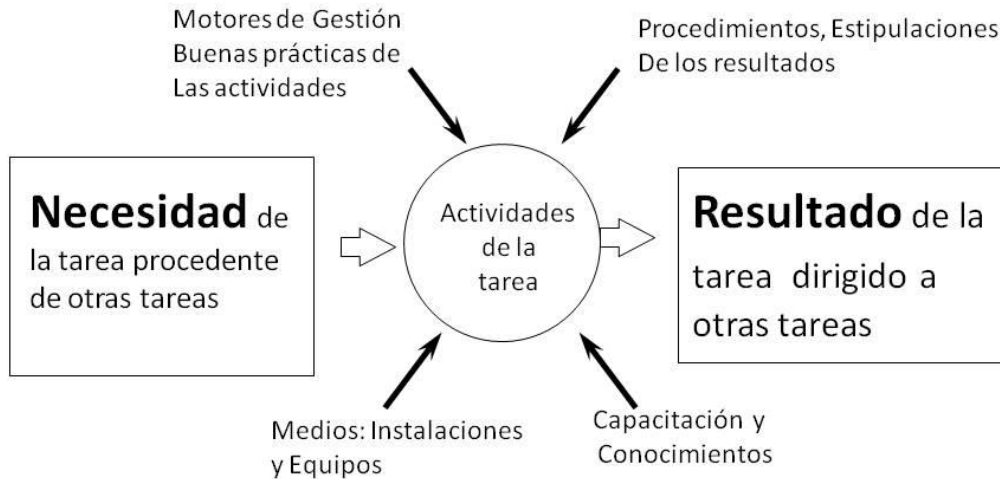 Motores de Gestión
Buenas prácticas de
Las actividades
Procedimientos, Estipulaciones
De los resultados
Necesidad de
la tarea procedente
de otras tareas
Actividades
de la
tarea
Resultado de la
tarea dirigido a
otras tareas
Medios: Instalaciones
y Equipos
Capacitación y
Conocimientos